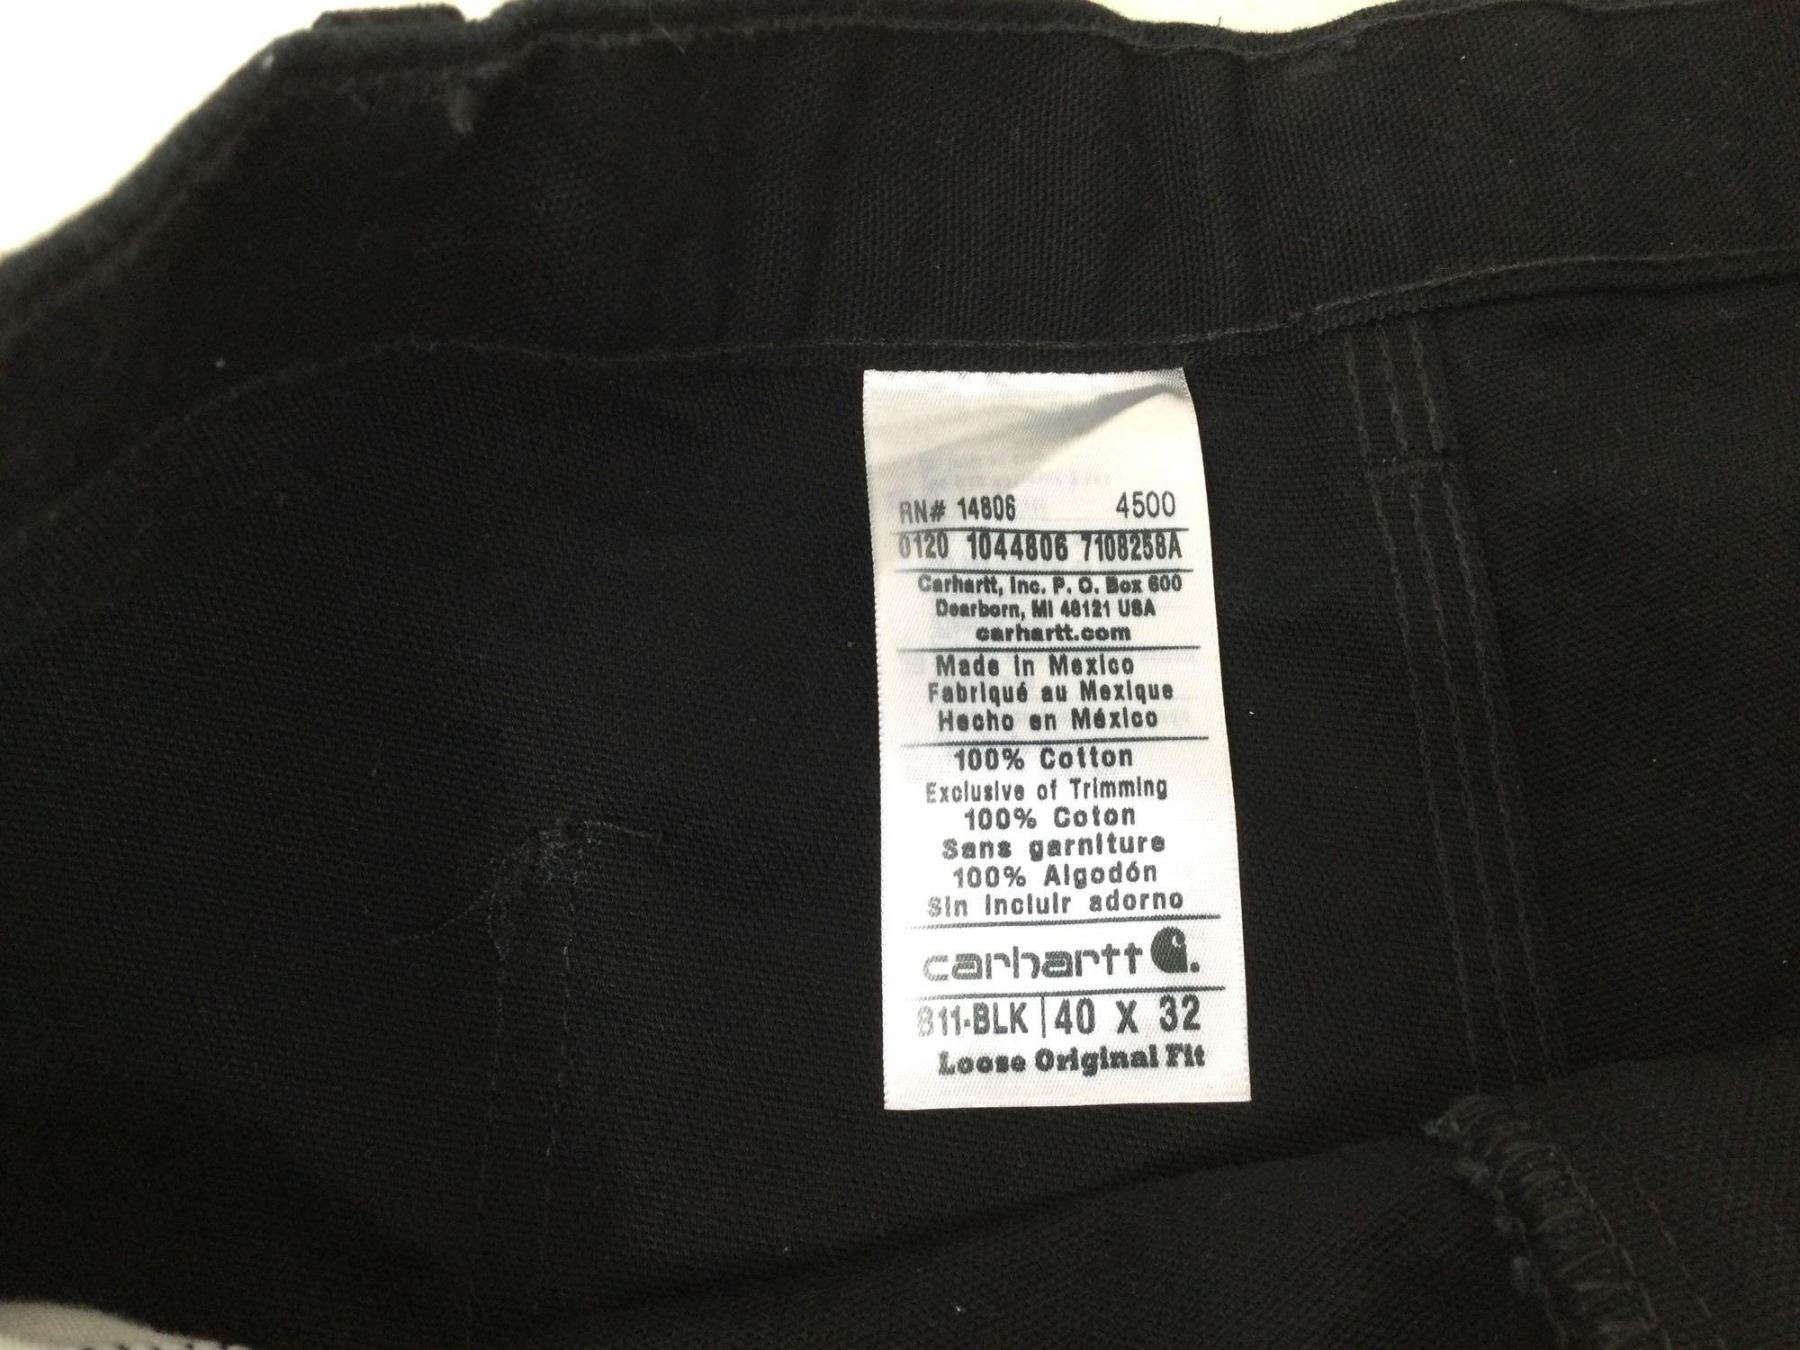 RN# 14806 4500
0120 1044806 7108258A
Carhartt, Inc. P. O. Box 600
Dearborn, MI 48121 USA
carhartt.com
Made In Mexico
Fabriqué au Mexique
Hecho en México
100% Cotton
Exclusive of Trimming
100% Coton
Sans garniture
100% Algodón
Sin Incluir adorno
carhartt
B11-BLK | 40 X 32
Loose Original Fit